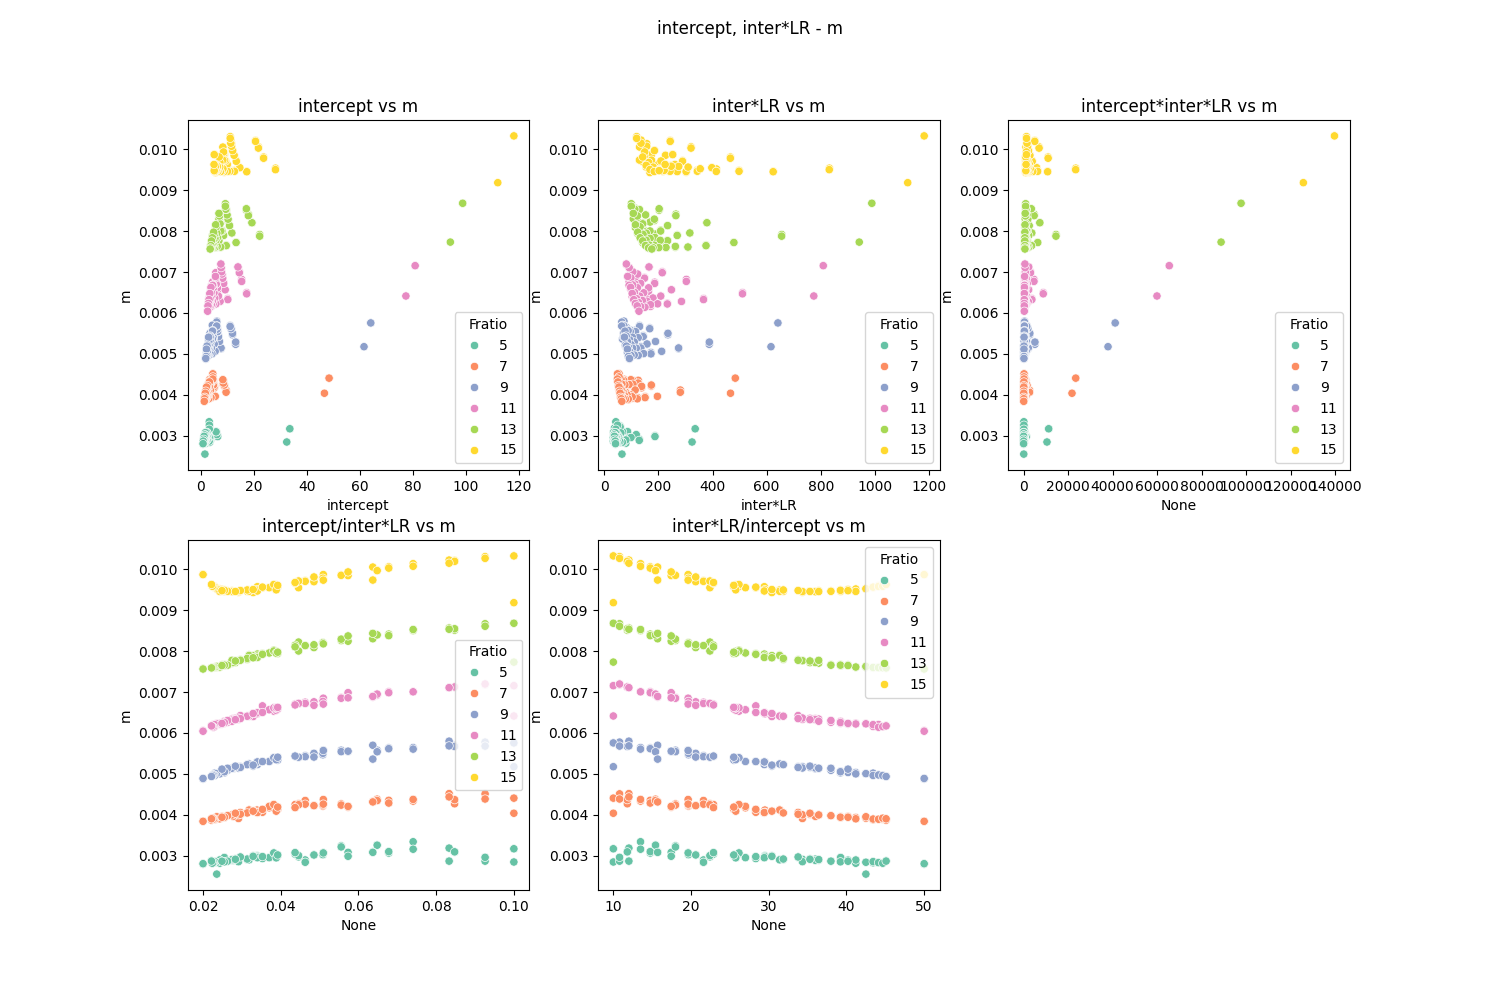 intercept, inter*LR - m
intercept vs m
m
0.010
0.009
0.008
0.007
0.006
0.005
0.004
0.003
0 20 40 60 80 100 120
intercept
Fratio
5
7
9
11
13
15
inter*LR vs m
m
0.010
0.009
0.008
0.007
0.006
0.005
0.004
0.003
0 200 400 600 800 1000 1200
inter*LR
Fratio
5
7
9
11
13
15
intercept*inter*LR vs m
m
0.010
0.009
0.008
0.007
0.006
0.005
0.004
0.003
0 20000 40000 60000 80000 100000 120000 140000
None
Fratio
5
7
9
11
13
15
intercept/inter*LR vs m
m
0.010
0.009
0.008
0.007
0.006
0.005
0.004
0.003
0.02 0.04 0.06 0.08 0.10
None
Fratio
5
7
9
11
13
15
inter*LR/intercept vs m
m
0.010
0.009
0.008
0.007
0.006
0.005
0.004
0.003
10 20 30 40 50
None
Fratio
5
7
9
11
13
15